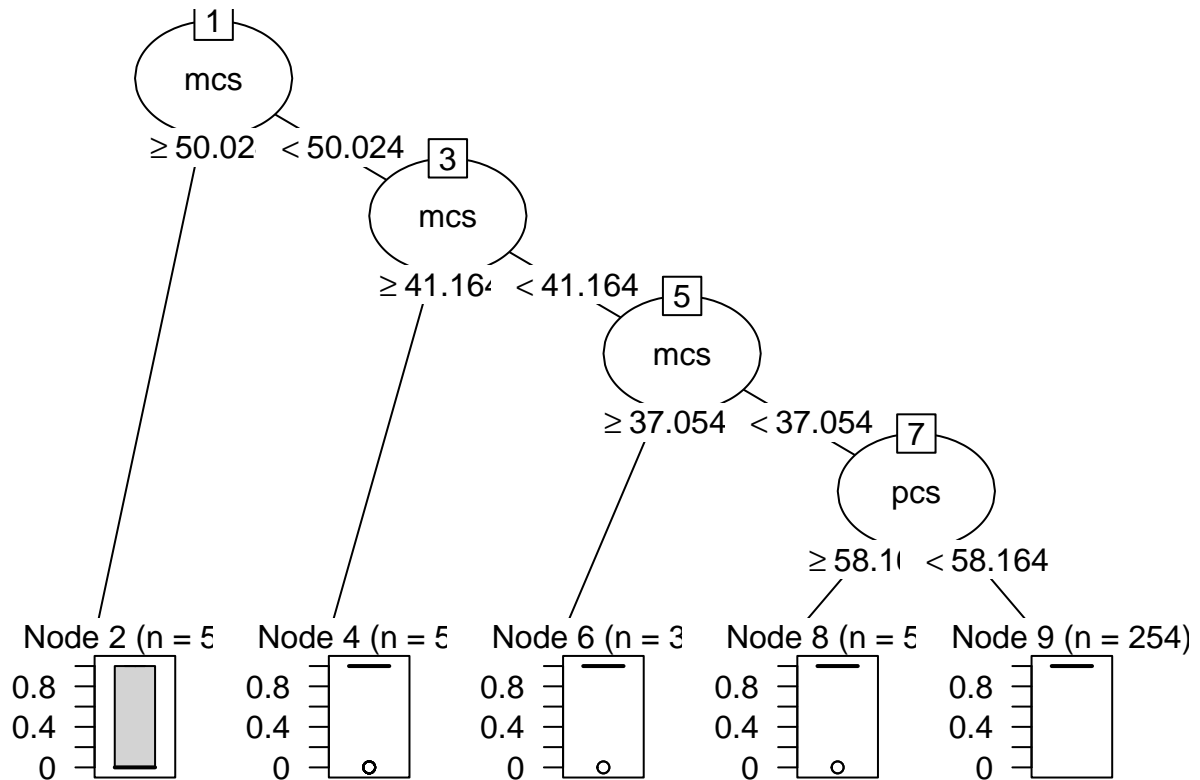 1
mcs
≥ 50.02 < 50.024
3
mcs
≥ 41.164 < 41.164
5
mcs
≥ 37.054 < 37.054
7
pcs
≥ 58.1 < 58.164
Node 2 (n = 5 Node 4 (n = 5 Node 6 (n = 3 Node 8 (n = 5 Node 9 (n = 254)
0.8 0.8 0.8 0.8 0.8
0.4 0.4 0.4 0.4 0.4
0 0 0 0 0